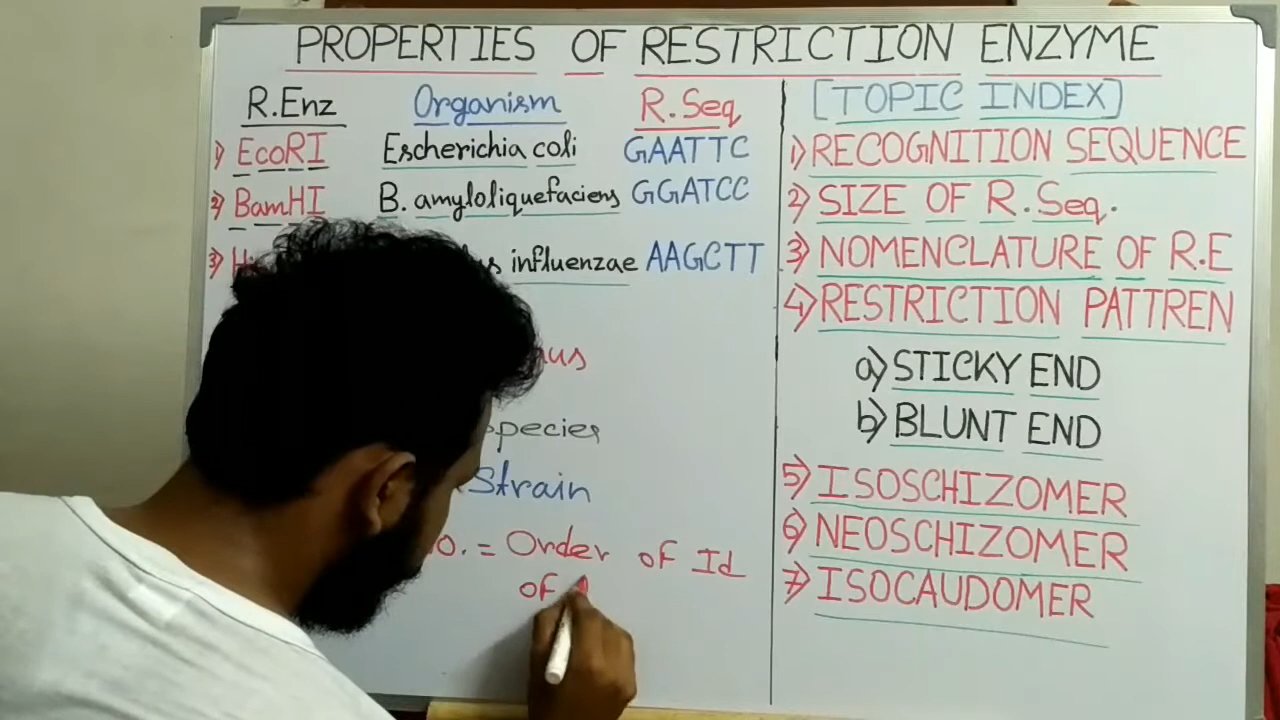 PROPERTIES OF RESTRICTION ENZYME
R.Enz Organism R.Seq
1) EcoRI Escherichia coli GAATTC
2) BamHI B. amyloliquefaciens GGATCC
3) influenzae AAGCTT
Strain
= Order of Id
of
[TOPIC INDEX]
1) RECOGNITION SEQUENCE
2) SIZE OF R.Seq.
3) NOMENCLATURE OF R.E
4) RESTRICTION PATTREN
a) STICKY END
b) BLUNT END
5) ISOSCHIZOMER
6) NEOSCHIZOMER
7) ISOCAUDOMER